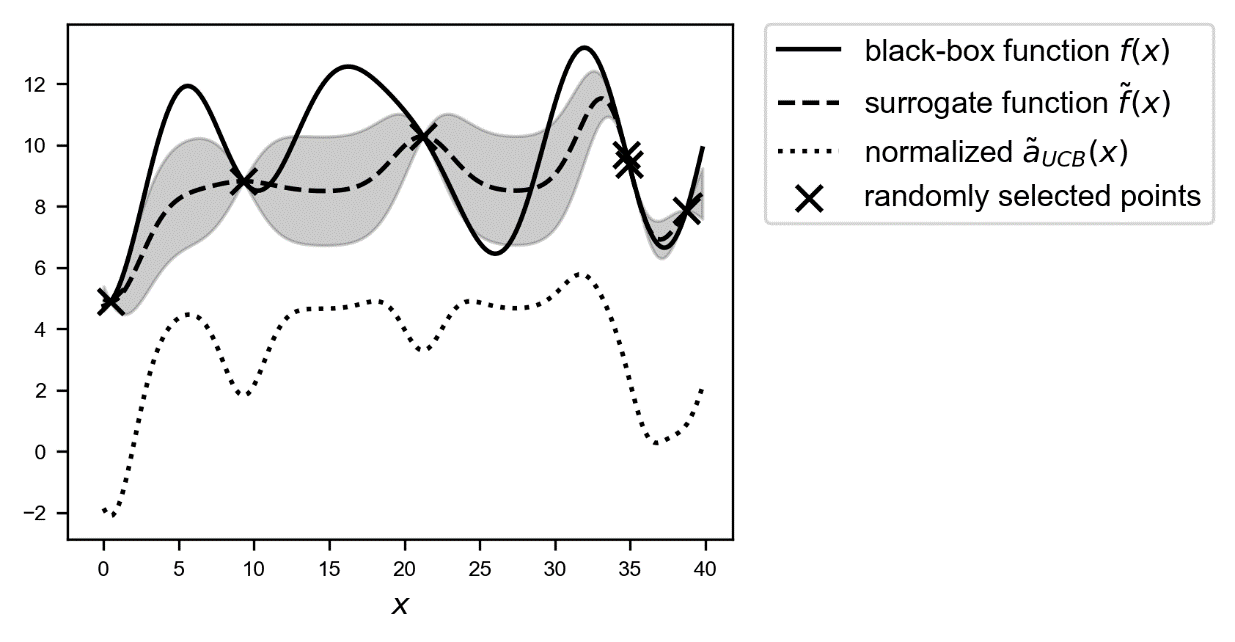 12
10
8
6
4
2
0
−2
0 5 10 15 20 25 30 35 40
x
black-box function f(x)
surrogate function f̃(x)
normalized ã_UCB(x)
randomly selected points